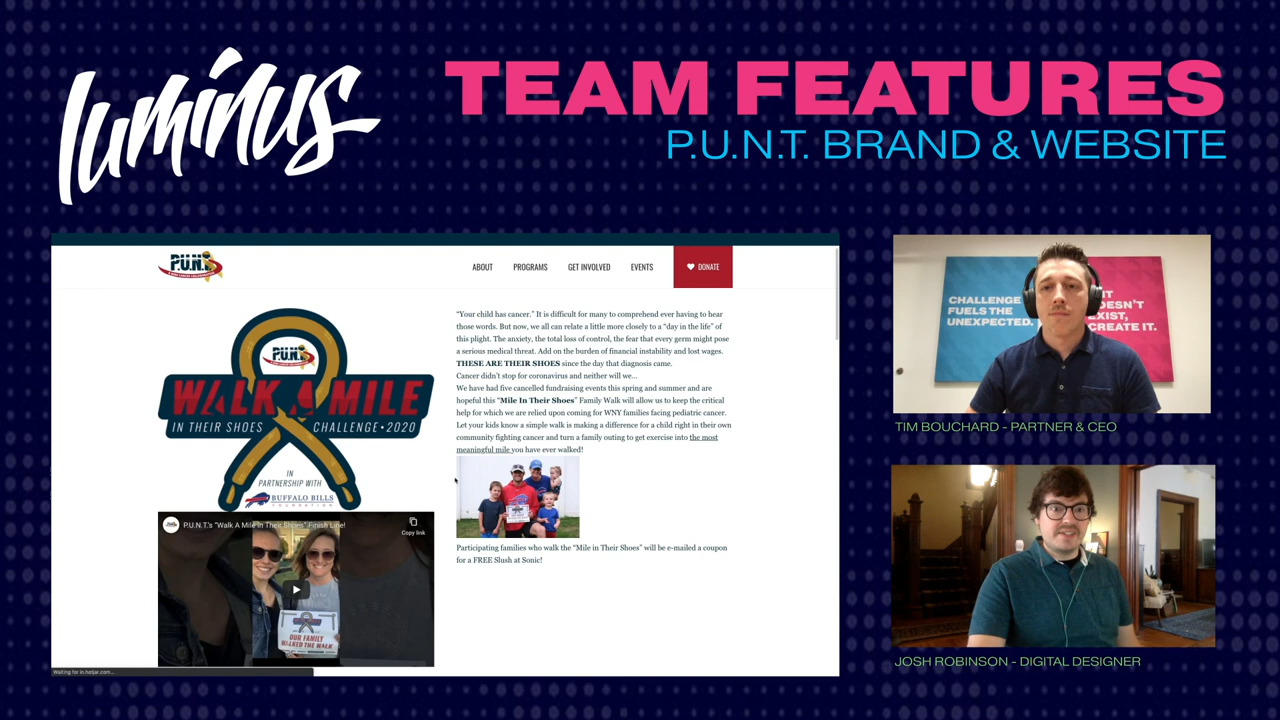 luminus
TEAM FEATURES
P.U.N.T. BRAND & WEBSITE
P.U.N.T.
ABOUT
PROGRAMS
GET INVOLVED
EVENTS
DONATE
P.U.N.T.
WALK A MILE
IN THEIR SHOES CHALLENGE • 2020
IN
PARTNERSHIP WITH
BUFFALO BILLS
FOUNDATION
P.U.N.T.'s "Walk A Mile In Their Shoes" Finish Line!
Copy link
OUR FAMILY
WALKED THE WALK
Waiting for in.hotjar.com...
“Your child has cancer.” It is difficult for many to comprehend ever having to hear
those words. But now, we all can relate a little more closely to a “day in the life” of
this plight. The anxiety, the total loss of control, the fear that every germ might pose
a serious medical threat. Add on the burden of financial instability and lost wages.
THESE ARE THEIR SHOES since the day that diagnosis came.
Cancer didn’t stop for coronavirus and neither will we...
We have had five cancelled fundraising events this spring and summer and are
hopeful this “Mile In Their Shoes” Family Walk will allow us to keep the critical
help for which we are relied upon coming for WNY families facing pediatric cancer.
Let your kids know a simple walk is making a difference for a child right in their own
community fighting cancer and turn a family outing to get exercise into the most
meaningful mile you have ever walked!
Participating families who walk the “Mile in Their Shoes” will be e-mailed a coupon
for a FREE Slush at Sonic!
CHALLENGE
FUELS THE
UNEXPECTED.
IT
DOESN'T
EXIST,
CREATE IT.
TIM BOUCHARD - PARTNER & CEO
JOSH ROBINSON - DIGITAL DESIGNER